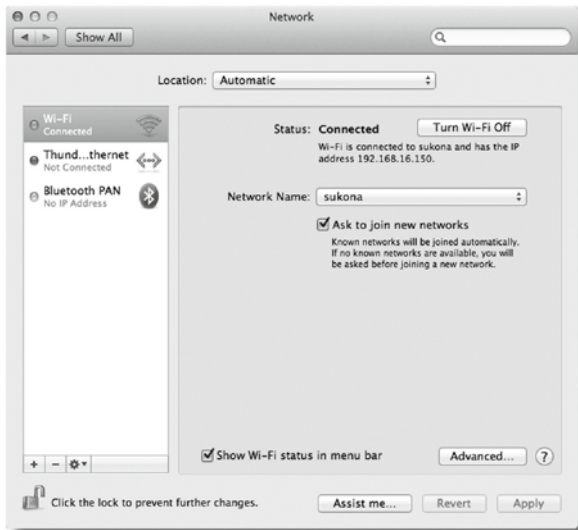 Network
Show All
Location: Automatic
Wi-Fi
Connected
Thund...thernet
Not Connected
Bluetooth PAN
No IP Address
Status: Connected
Turn Wi-Fi Off
Wi-Fi is connected to sukona and has the IP
address 192.168.16.150.
Network Name: sukona
Ask to join new networks
Known networks will be joined automatically.
If no known networks are available, you will
be asked before joining a new network.
Show Wi-Fi status in menu bar
Advanced... ?
+ −
Click the lock to prevent further changes.
Assist me... Revert Apply